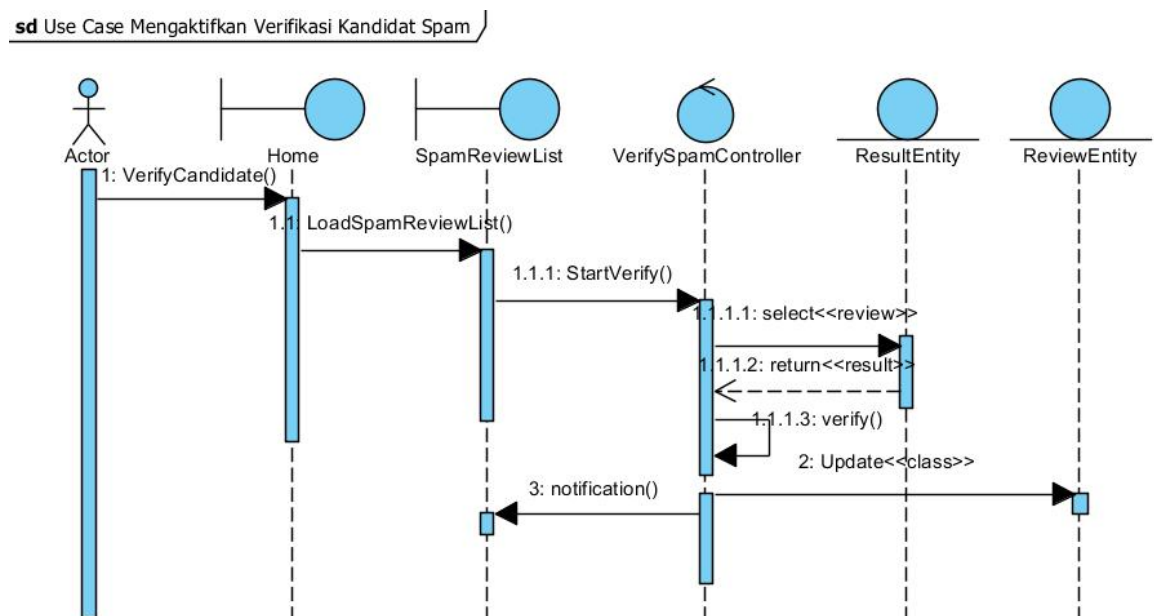 sd Use Case Mengaktifkan Verifikasi Kandidat Spam
Actor
Home
SpamReviewList
VerifySpamController
ResultEntity
ReviewEntity
1: VerifyCandidate()
1.1: LoadSpamReviewList()
1.1.1: StartVerify()
1.1.1.1: select<<review>>
1.1.1.2: return<<result>>
1.1.1.3: verify()
2: Update<<class>>
3: notification()